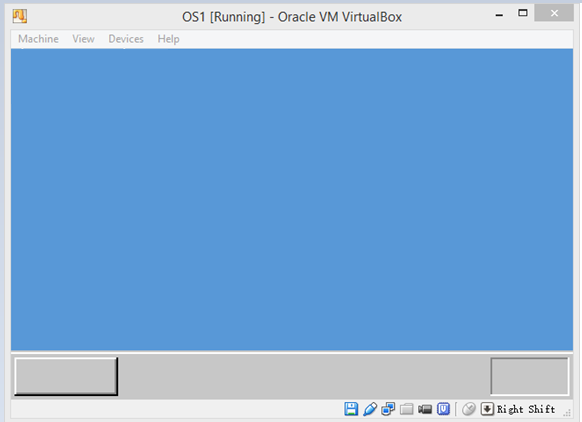 OS1 [Running] - Oracle VM VirtualBox
Machine View Devices Help
Right Shift